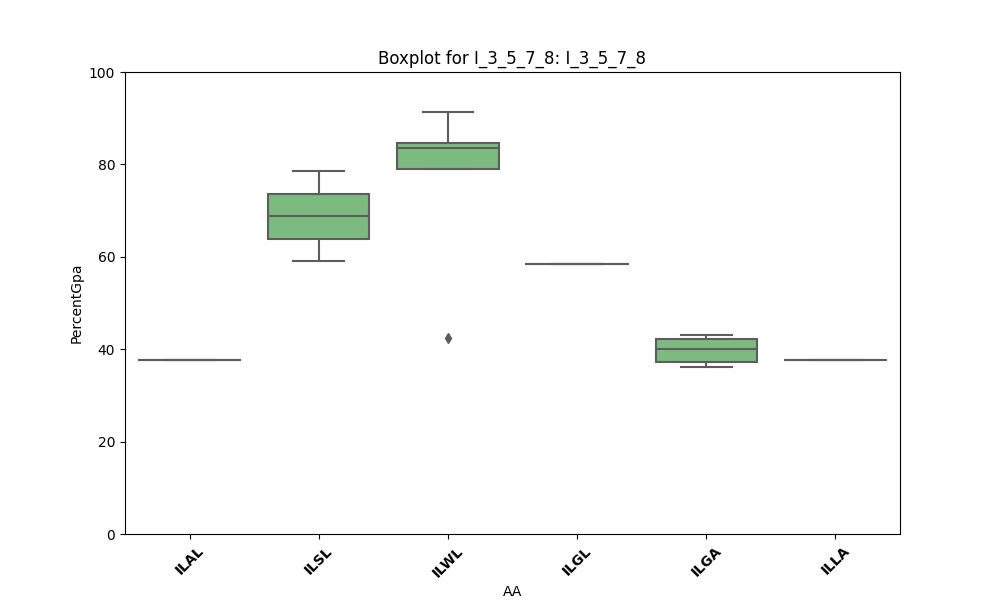 Boxplot for I_3_5_7_8: I_3_5_7_8
100
80
60
40
20
0
PercentGpa
ILAL
ILSL
ILWL
ILGL
ILGA
ILLA
AA